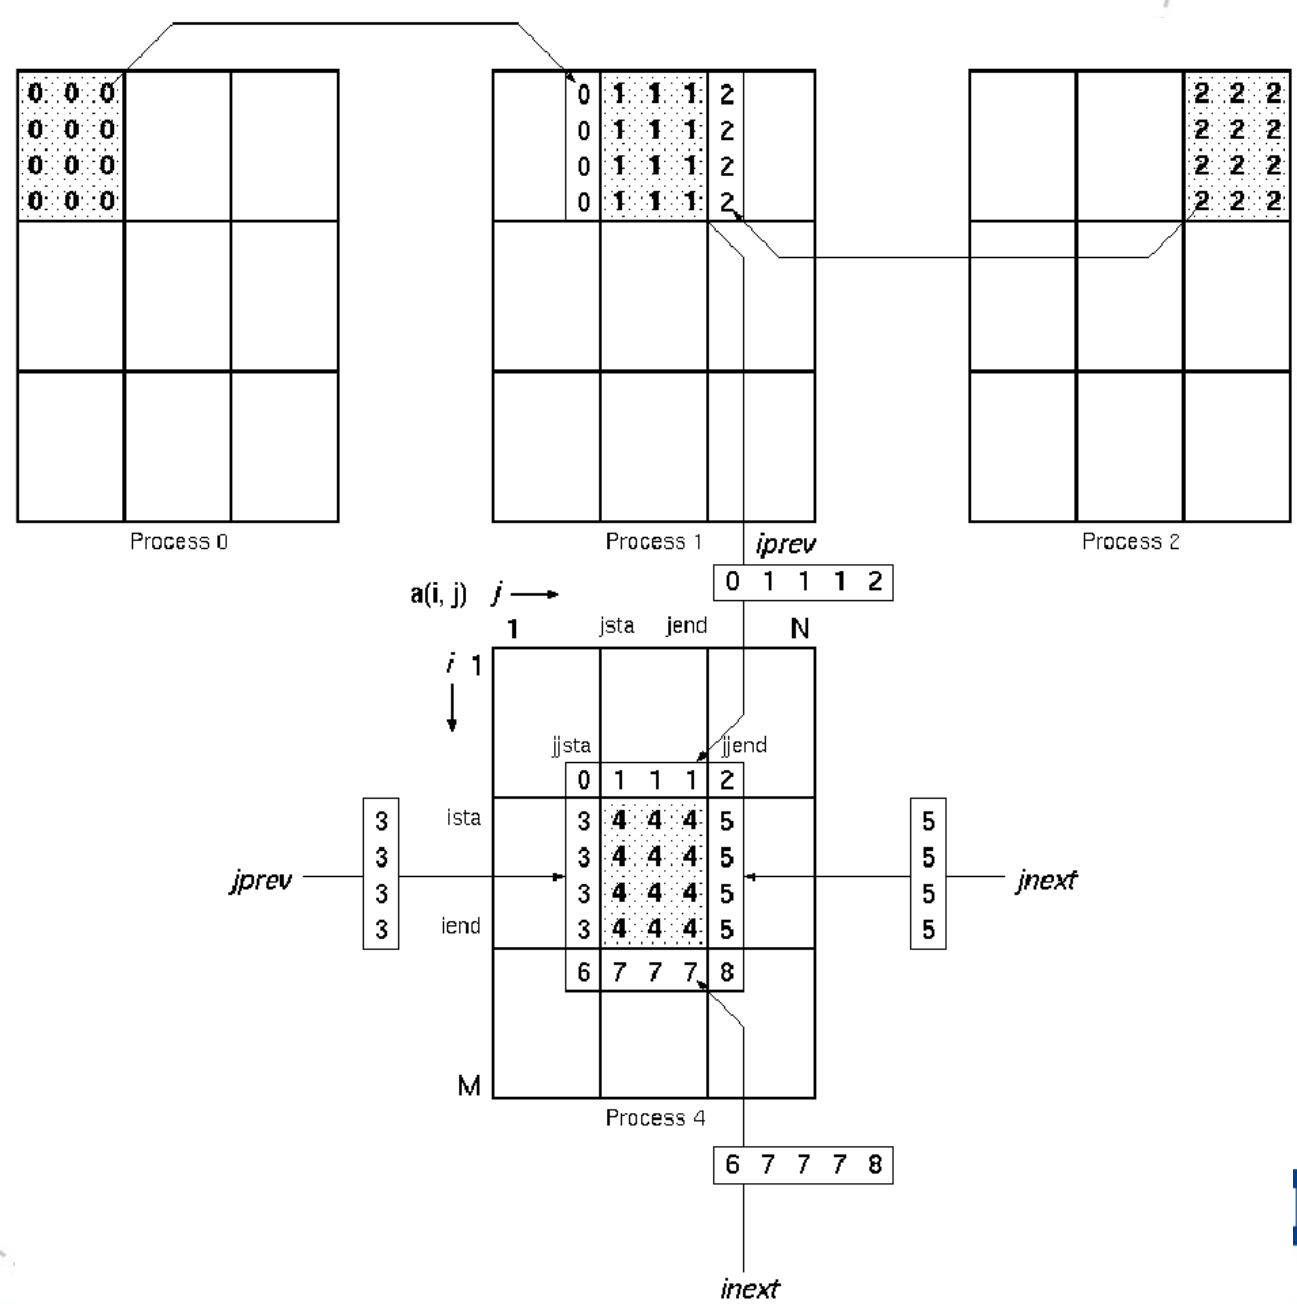 0 0 0
0 0 0
0 0 0
0 0 0
Process 0
0 1 1 1 2
0 1 1 1 2
0 1 1 1 2
0 1 1 1 2
Process 1
2 2 2
2 2 2
2 2 2
2 2 2
Process 2
iprev
0 1 1 1 2
a(i, j) j
1 jsta jend N
i 1
jjsta jjend
0 1 1 1 2
ista 3 4 4 4 5
3 4 4 4 5
3 4 4 4 5
iend 3 4 4 4 5
6 7 7 7 8
M
Process 4
jprev
3
3
3
3
5
5
5
5
jnext
6 7 7 7 8
inext